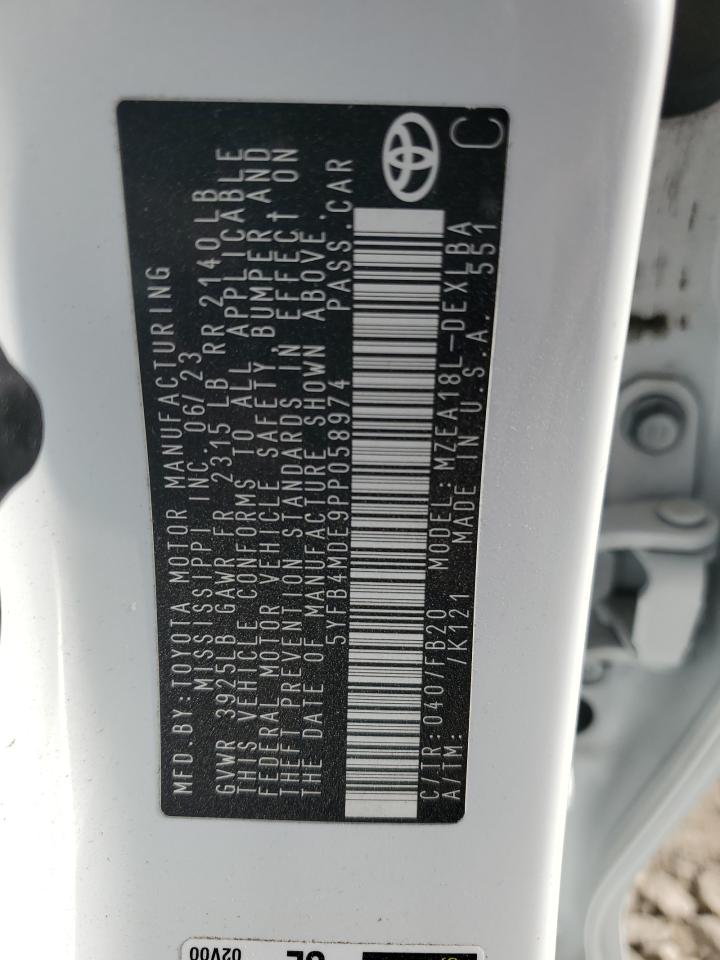 MFD.BY:TOYOTA MOTOR MANUFACTURING
MISSISSIPPI INC. 06/23
GVWR 3925LB GAWR FR 2315 LB RR 2140 LB
THIS VEHICLE CONFORMS TO ALL APPLICABLE
FEDERAL MOTOR VEHICLE SAFETY, BUMPER AND
THEFT PREVENTION STANDARDS IN EFFECT ON
THE DATE OF MANUFACTURE SHOWN ABOVE.
5YFB4MDE9PP058974 PASS.CAR
C/TR:040/FB20 MODEL:MZEA18L-DEXLBA
A/TM: /K121 MADE IN U.S.A. 551 C
02V00